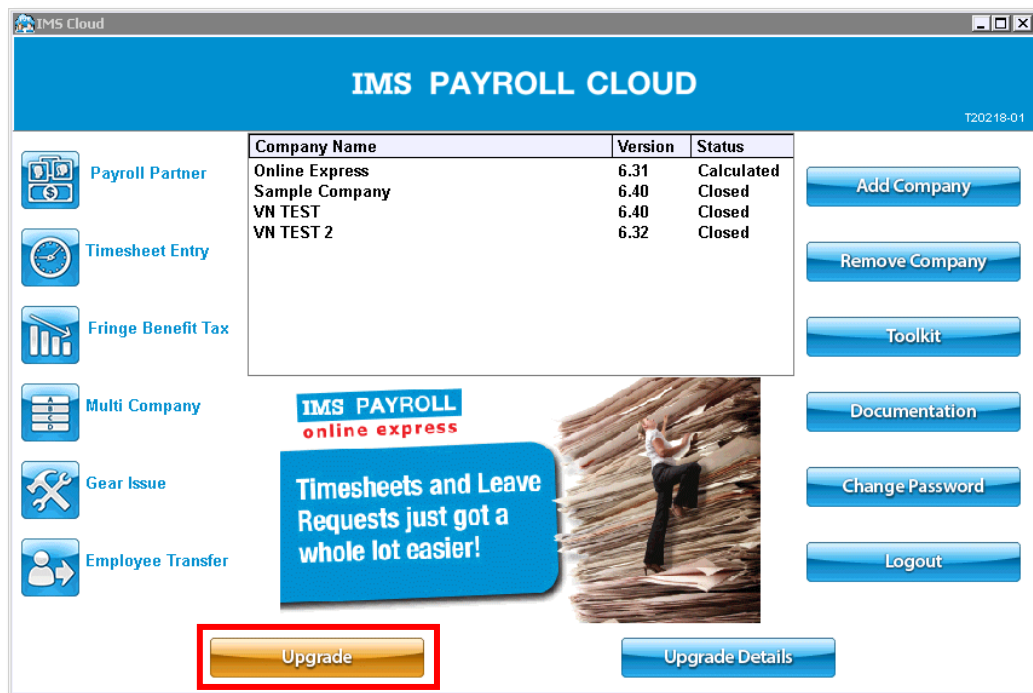 IMS Cloud
IMS PAYROLL CLOUD
T20218-01
Company Name Version Status
Online Express 6.31 Calculated
Sample Company 6.40 Closed
VN TEST 6.40 Closed
VN TEST 2 6.32 Closed
Payroll Partner
Timesheet Entry
Fringe Benefit Tax
Multi Company
A
B
C
D
Gear Issue
Employee Transfer
IMS PAYROLL
online express
Timesheets and Leave
Requests just got a
whole lot easier!
Add Company
Remove Company
Toolkit
Documentation
Change Password
Logout
Upgrade
Upgrade Details